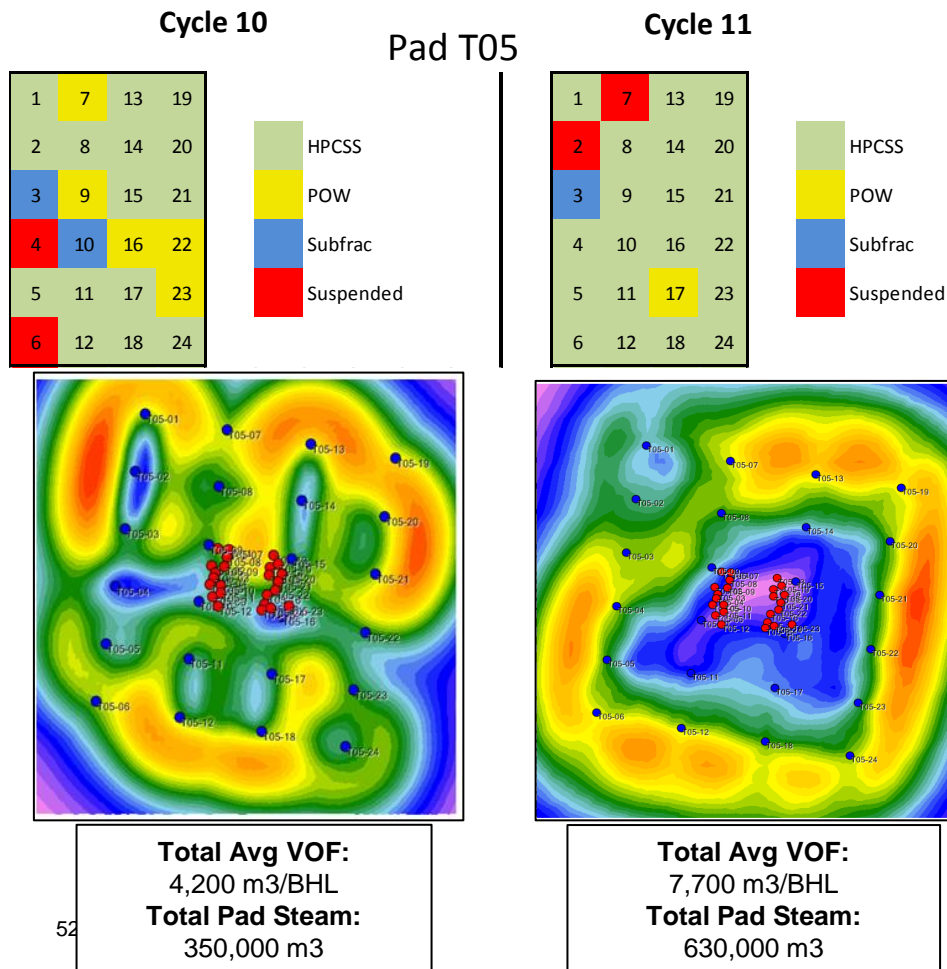 Cycle 10
Cycle 11
Pad T05
1 7 13 19
2 8 14 20
3 9 15 21
4 10 16 22
5 11 17 23
6 12 18 24
HPCSS
POW
Subfrac
Suspended
1 7 13 19
2 8 14 20
3 9 15 21
4 10 16 22
5 11 17 23
6 12 18 24
HPCSS
POW
Subfrac
Suspended
T05-01
T05-07
T05-13
T05-19
T05-02
T05-08
T05-14
T05-20
T05-03
T05-15
T05-21
T05-04
T05-16
T05-22
T05-05
T05-11
T05-17
T05-23
T05-06
T05-12
T05-18
T05-24
T05-01
T05-07
T05-13
T05-19
T05-02
T05-08
T05-14
T05-20
T05-03
T05-15
T05-21
T05-04
T05-16
T05-22
T05-05
T05-11
T05-17
T05-23
T05-06
T05-12
T05-18
T05-24
Total Avg VOF:
4,200 m3/BHL
Total Pad Steam:
350,000 m3
Total Avg VOF:
7,700 m3/BHL
Total Pad Steam:
630,000 m3
52